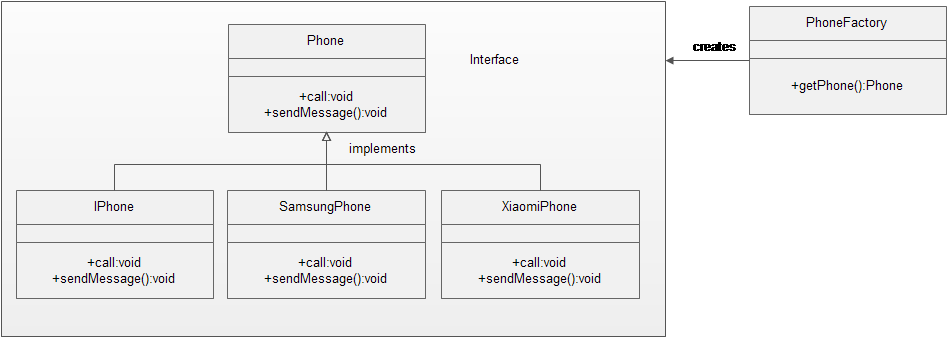 Phone
Interface
+call:void
+sendMessage():void
creates
PhoneFactory
+getPhone():Phone
implements
IPhone
+call:void
+sendMessage():void
SamsungPhone
+call:void
+sendMessage():void
XiaomiPhone
+call:void
+sendMessage():void